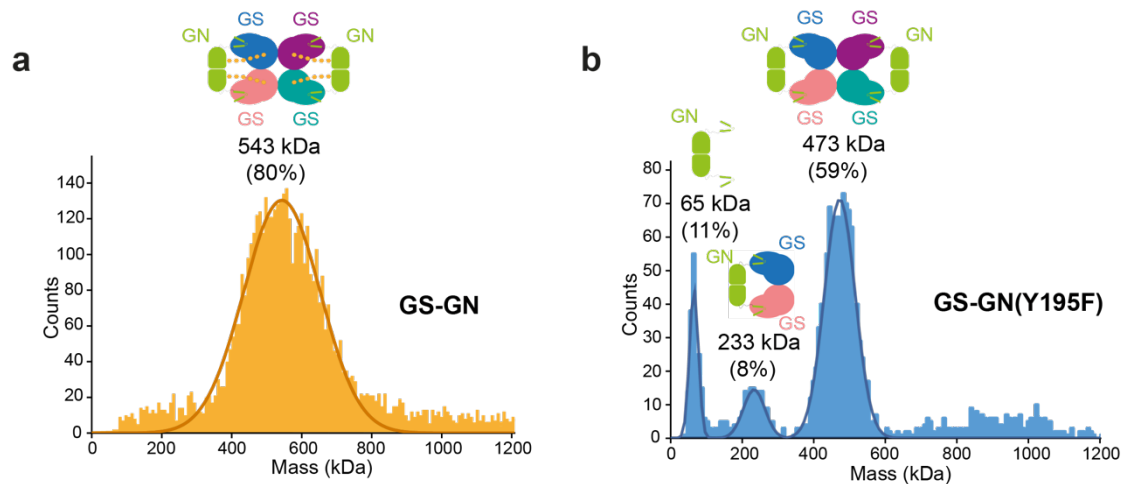 a
GS GS
GN GN
GS GS
543 kDa
(80%)
140
120
100
80
60
40
20
0
Counts
GS-GN
0 200 400 600 800 1000 1200
Mass (kDa)
b
GS GS
GN GN
GS GS
473 kDa
(59%)
GN
65 kDa
(11%)
GN GS
GS
233 kDa
(8%)
80
70
60
50
40
30
20
10
0
Counts
GS-GN(Y195F)
0 200 400 600 800 1000 1200
Mass (kDa)